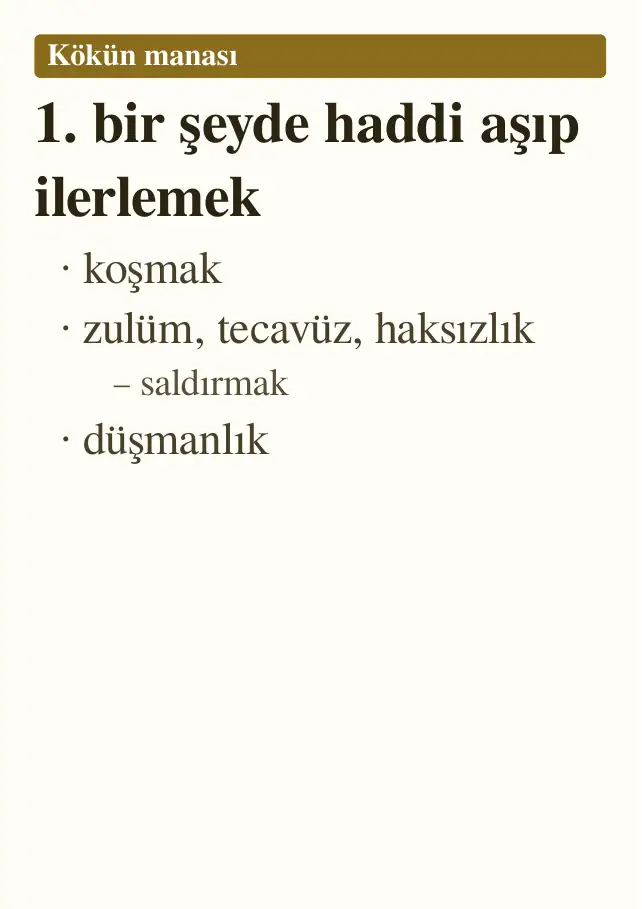 Kökün manası
1. bir şeyde haddi aşıp
ilerlemek
· koşmak
· zulüm, tecavüz, haksızlık
– saldırmak
· düşmanlık